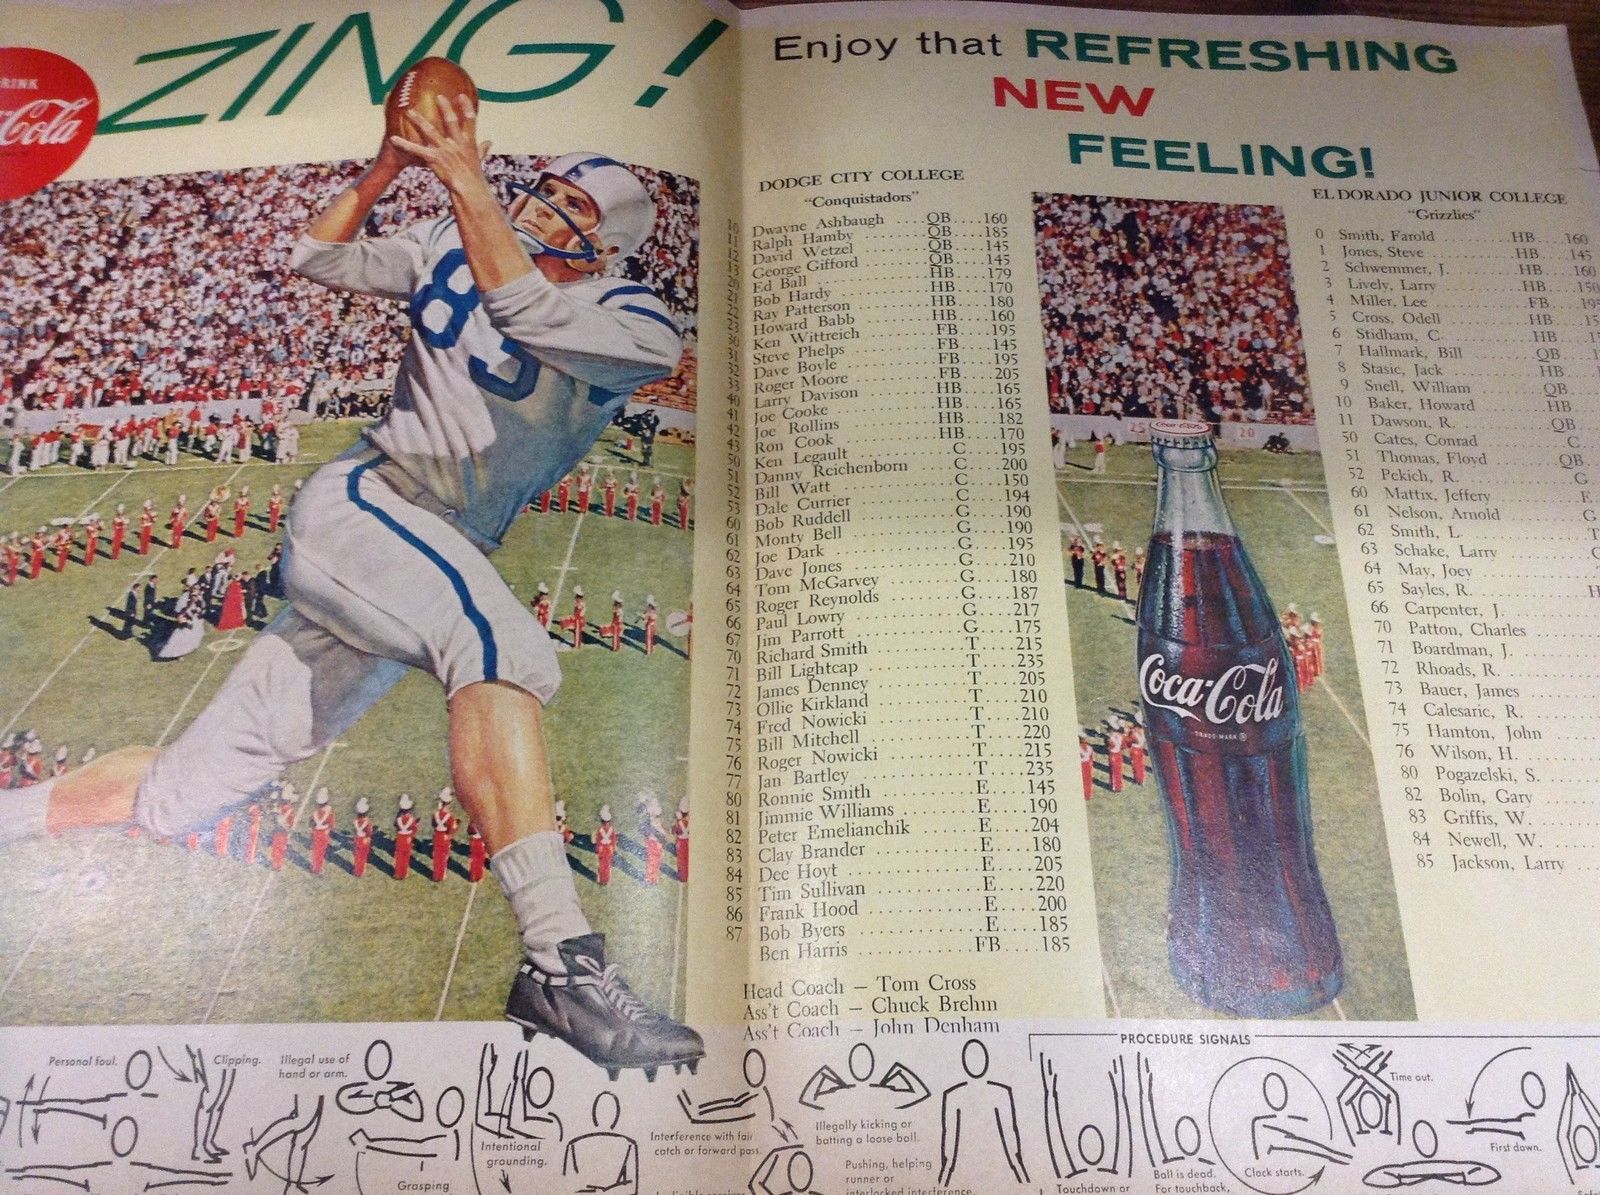 DRINK
Coca-Cola
ZING!
Enjoy that REFRESHING
NEW
FEELING!
DODGE CITY COLLEGE
"Conquistadors"
10 Dwayne Ashbaugh ....QB....160
11 Ralph Hamby ........QB....185
12 David Wetzel ........QB....145
13 George Gifford ......QB....145
20 Ed Ball ..............HB....179
21 Bob Hardy ..........HB....170
22 Ray Patterson ........HB....180
23 Howard Babb ........HB....160
30 Ken Wittreich ........FB....195
31 Steve Phelps ........FB....145
32 Dave Boyle ..........FB....195
33 Roger Moore ........FB....205
40 Larry Davison ........HB....165
41 Joe Cooke ..........HB....165
42 Joe Rollins ..........HB....182
43 Ron Cook ..........HB....170
50 Ken Legault ..........C....195
51 Danny Reichenborn ....C....200
52 Bill Watt ............C....150
53 Dale Currier ..........C....194
60 Bob Ruddell ..........G....190
61 Monty Bell ..........G....190
62 Joe Dark ............G....195
63 Dave Jones ..........G....210
64 Tom McGarvey ........G....180
65 Roger Reynolds ........G....187
66 Paul Lowry ..........G....217
67 Jim Parrott ..........G....175
70 Richard Smith ........T....215
71 Bill Lightcap ..........T....235
72 James Denney ........T....205
73 Ollie Kirkland ........T....210
74 Fred Nowicki ........T....210
75 Bill Mitchell ..........T....220
76 Roger Nowicki ........T....215
77 Jan Bartley ..........T....235
80 Ronnie Smith ........E....145
81 Jimmie Williams ......E....190
82 Peter Emelianchik ......E....204
83 Clay Brander ..........E....180
84 Dee Hoyt ............E....205
85 Tim Sullivan ..........E....220
86 Frank Hood ..........E....200
87 Bob Byers ............E....185
Ben Harris ............FB....185
Head Coach – Tom Cross
Ass't Coach – Chuck Brehm
Ass't Coach – John Denham
Coca-Cola
25
20
Coca-Cola
TRADE-MARK ®
EL DORADO JUNIOR COLLEGE
"Grizzlies"
0 Smith, Farold ........HB....160
1 Jones, Steve ........HB....145
2 Schwemmer, J. ........HB....160
3 Lively, Larry ........HB....150
4 Miller, Lee ........FB
5 Cross, Odell ........HB
6 Stidham, C. ........HB
7 Hallmark, Bill ........QB
8 Stasic, Jack ........HB
9 Snell, William ........QB
10 Baker, Howard ........HB
11 Dawson, R. ........QB
50 Cates, Conrad ........C
51 Thomas, Floyd ........QB
52 Pekich, R. ........G
60 Mattix, Jeffery ........E
61 Nelson, Arnold ........G
62 Smith, L. ........T
63 Schake, Larry ........
64 May, Joey ........
65 Sayles, R. ........H
66 Carpenter, J. ........
70 Patton, Charles ......
71 Boardman, J. ........
72 Rhoads, R. ........
73 Bauer, James ........
74 Calesaric, R. ........
75 Hamton, John ......
76 Wilson, H. ........
80 Pogazelski, S. ......
82 Bolin, Gary ......
83 Griffis, W. ........
84 Newell, W. ......
85 Jackson, Larry ....
25
Personal foul.
Clipping.
Illegal use of
hand or arm.
Grasping
Intentional
grounding.
Interference with fair
catch or forward pass.
Illegally kicking or
batting a loose ball.
Pushing, helping
runner or
interlocked interference.
PROCEDURE SIGNALS
Touchdown or
Ball is dead.
For touchback,
Clock starts.
Time out.
First down.